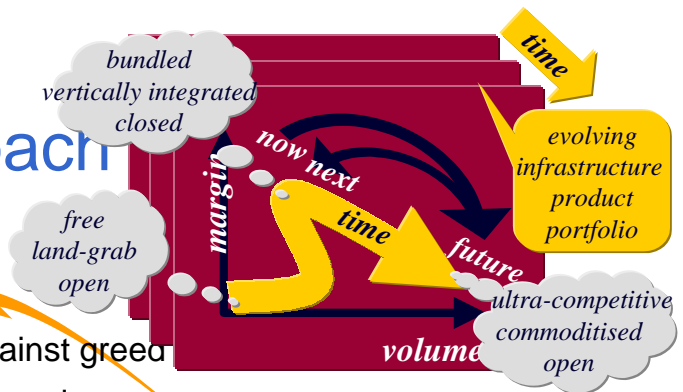 bundled
vertically integrated
closed
time
ach
now next
margin
evolving
infrastructure
product
portfolio
free
land-grab
open
time
future
ultra-competitive
commoditised
open
ainst greed
volume